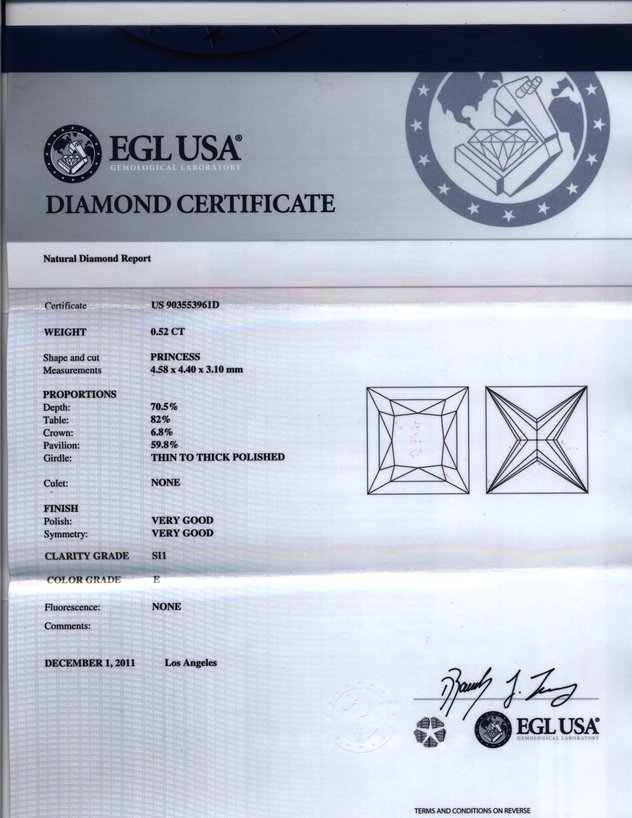 EGL USA®
GEMOLOGICAL LABORATORY
DIAMOND CERTIFICATE
Natural Diamond Report
Certificate US 903553961D
WEIGHT 0.52 CT
Shape and cut PRINCESS
Measurements 4.58 x 4.40 x 3.10 mm
PROPORTIONS
Depth: 70.5%
Table: 82%
Crown: 6.8%
Pavilion: 59.8%
Girdle: THIN TO THICK POLISHED
Culet: NONE
FINISH
Polish: VERY GOOD
Symmetry: VERY GOOD
CLARITY GRADE SI1
COLOR GRADE E
Fluorescence: NONE
Comments:
DECEMBER 1, 2011 Los Angeles
EGL USA®
GEMOLOGICAL LABORATORY
TERMS AND CONDITIONS ON REVERSE